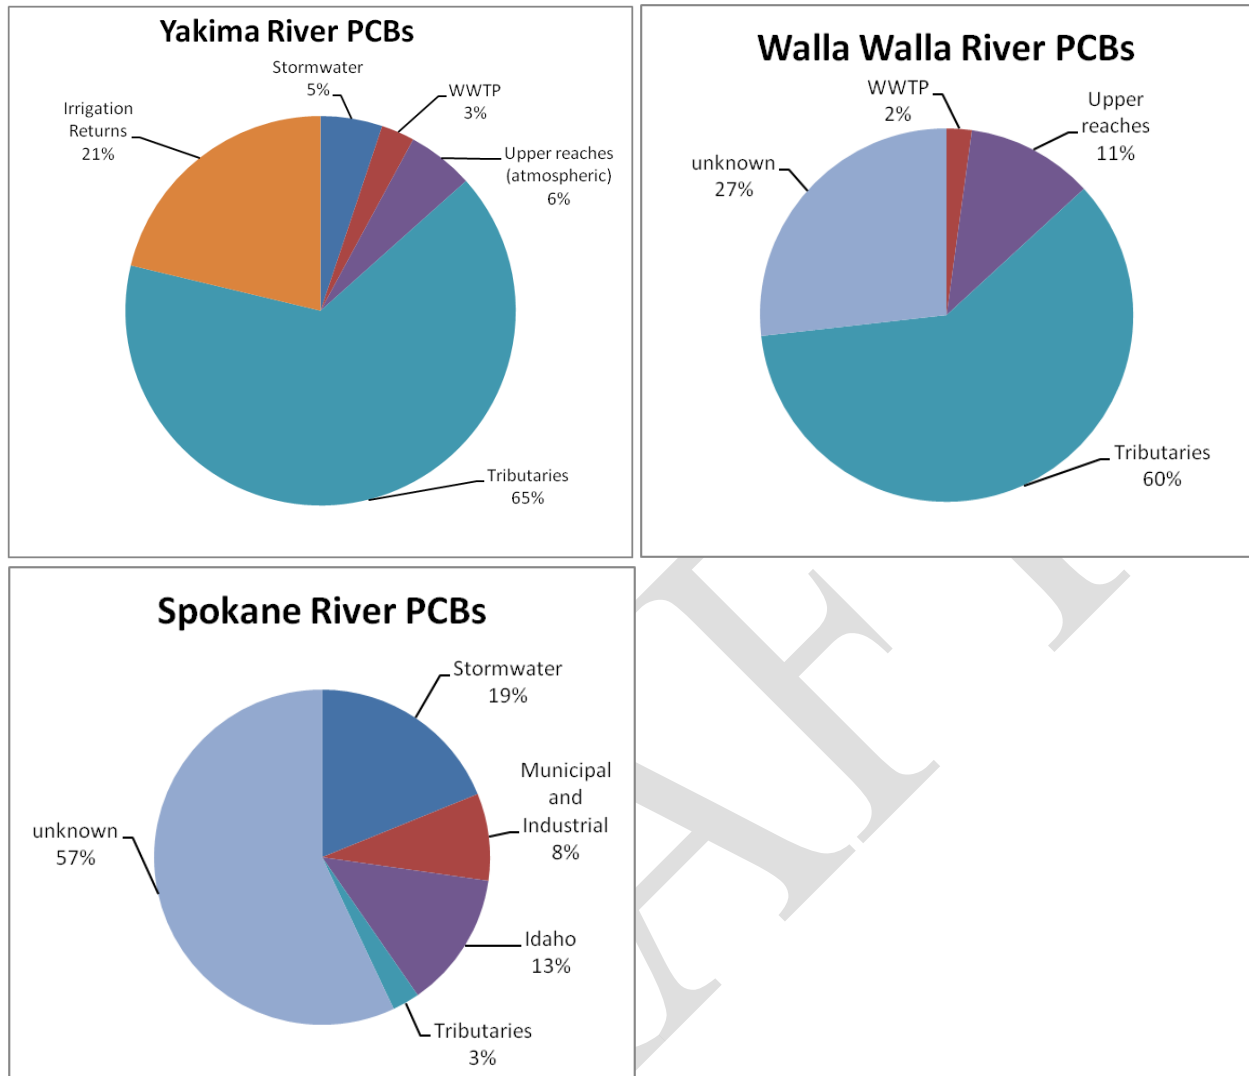 Yakima River PCBs
Stormwater
5%
WWTP
3%
Irrigation
Returns
21%
Upper reaches
(atmospheric)
6%
Tributaries
65%
Walla Walla River PCBs
WWTP
2%
Upper
reaches
11%
unknown
27%
Tributaries
60%
Spokane River PCBs
Stormwater
19%
Municipal
and
Industrial
8%
unknown
57%
Idaho
13%
Tributaries
3%